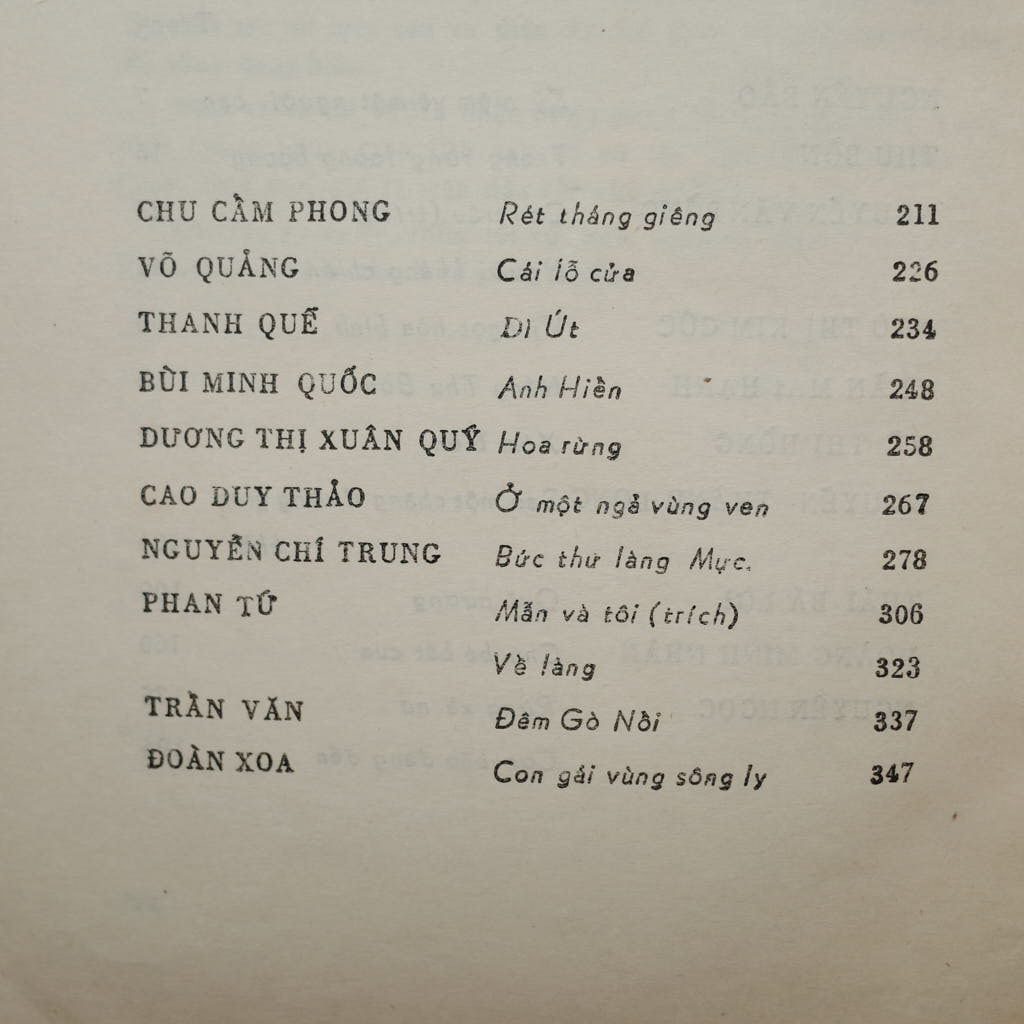 CHU CẦM PHONG Rét tháng giêng 211
VÕ QUẢNG Cái lỗ cửa 226
THANH QUẾ Dì Út 234
BÙI MINH QUỐC Anh Hiền 248
DƯƠNG THỊ XUÂN QUÝ Hoa rừng 258
CAO DUY THẢO Ở một ngả vùng ven 267
NGUYỄN CHÍ TRUNG Bức thư làng Mực. 278
PHAN TỨ Mẫn và tôi (trích) 306
Về làng 323
TRẦN VĂN Đêm Gò Nồi 337
ĐOÀN XOA Con gái vùng sông ly 347